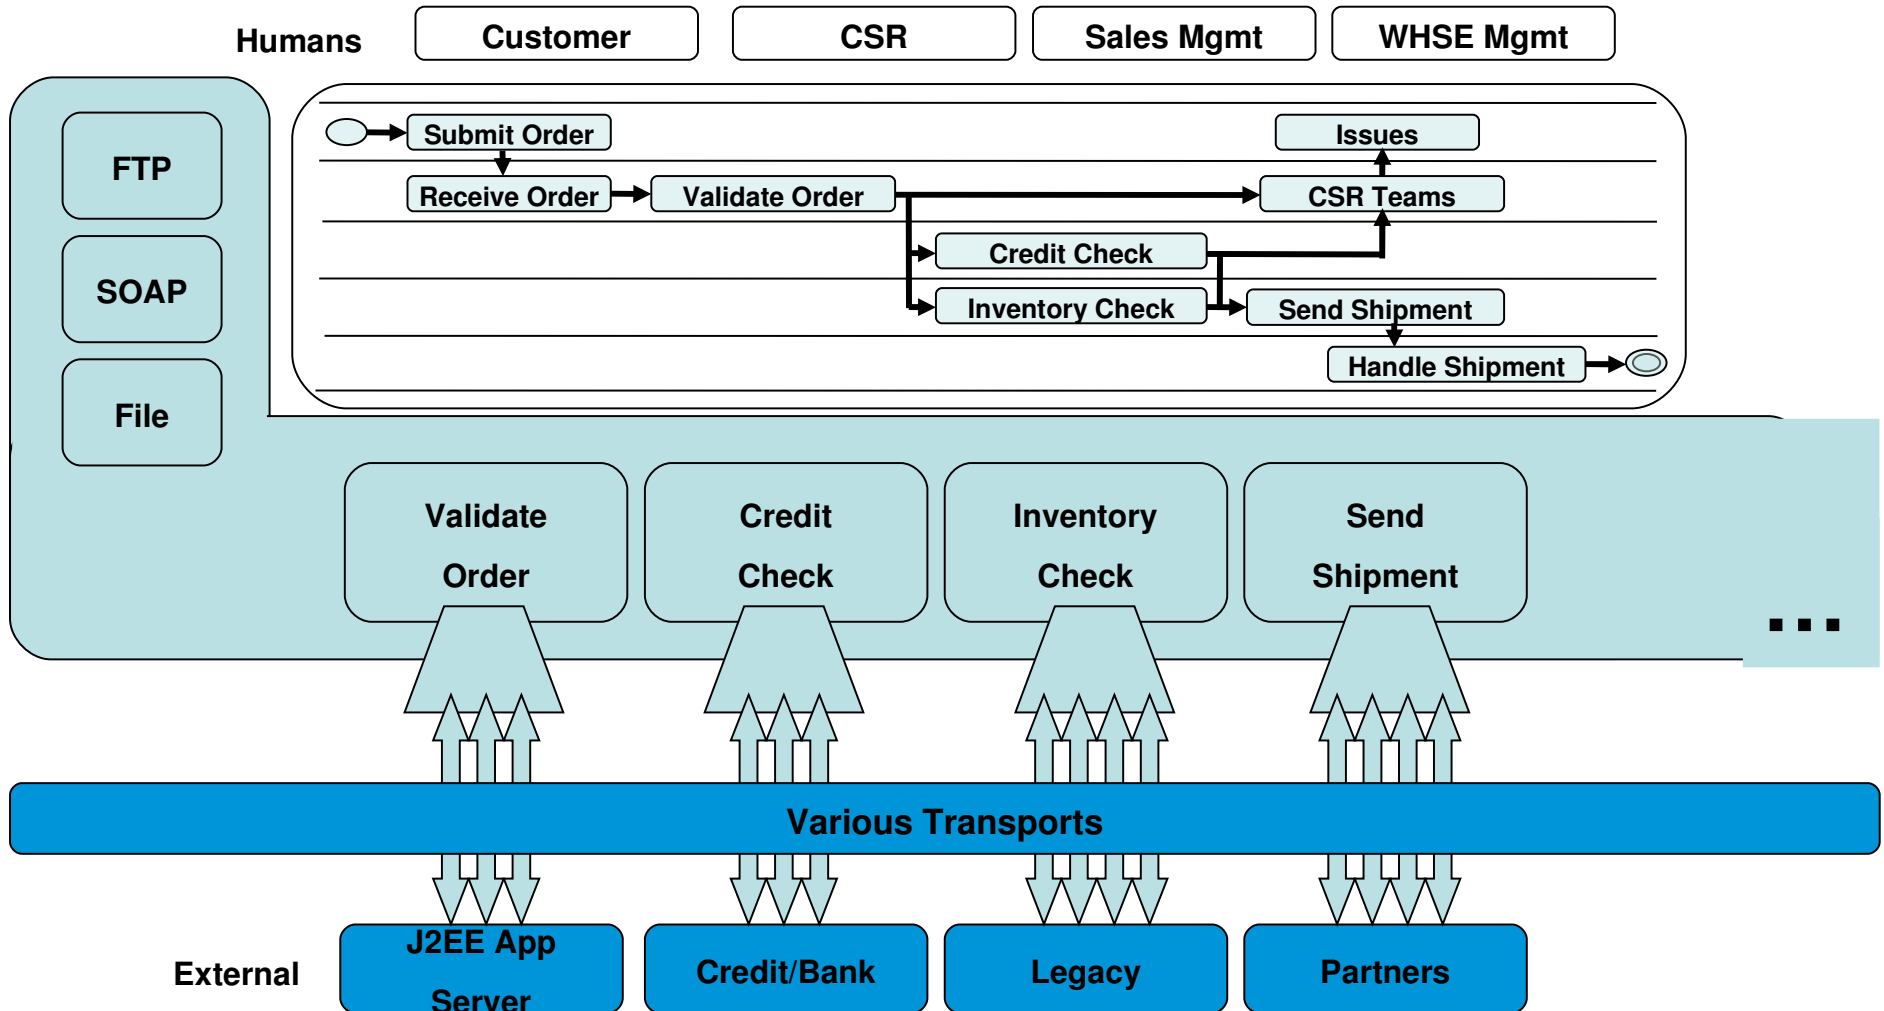 Humans
Customer
CSR
Sales Mgmt
WHSE Mgmt
FTP
SOAP
File
Submit Order
Issues
Receive Order
Validate Order
CSR Teams
Credit Check
Inventory Check
Send Shipment
Handle Shipment
Validate
Order
Credit
Check
Inventory
Check
Send
Shipment
...
Various Transports
External
J2EE App
Server
Credit/Bank
Legacy
Partners